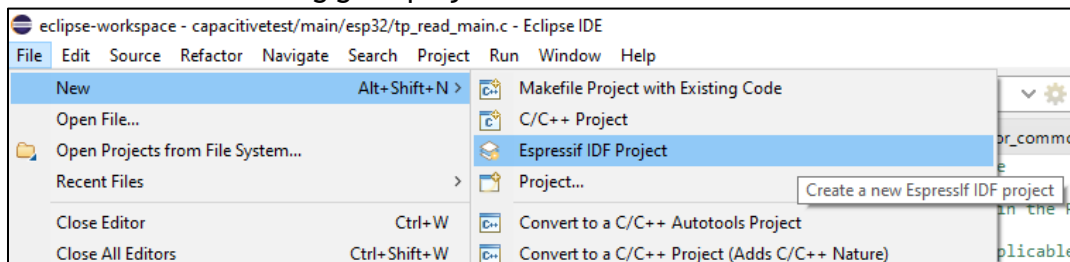 eclipse-workspace - capacitivetest/main/esp32/tp_read_main.c - Eclipse IDE
File Edit Source Refactor Navigate Search Project Run Window Help
New Alt+Shift+N > Makefile Project with Existing Code
Open File... C/C++ Project
Open Projects from File System... Espressif IDF Project
Recent Files > Project...
Create a new EspressIf IDF project
Close Editor Ctrl+W Convert to a C/C++ Autotools Project
Close All Editors Ctrl+Shift+W Convert to a C/C++ Project (Adds C/C++ Nature)
in the